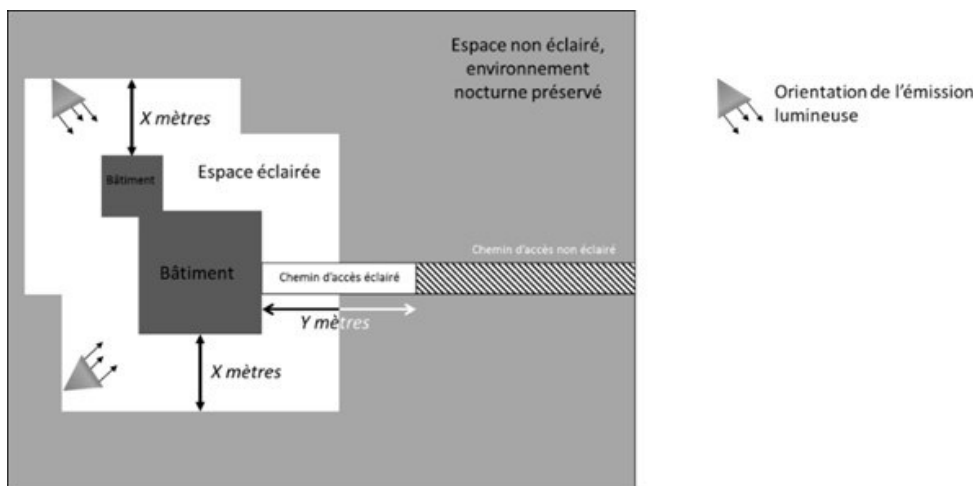 Espace non éclairé,
environnement
nocturne préservé
Orientation de l'émission
lumineuse
X mètres
Bâtiment
Espace éclairée
Chemin d'accès non éclairé
Bâtiment
Chemin d'accès éclairé
Y mètres
X mètres